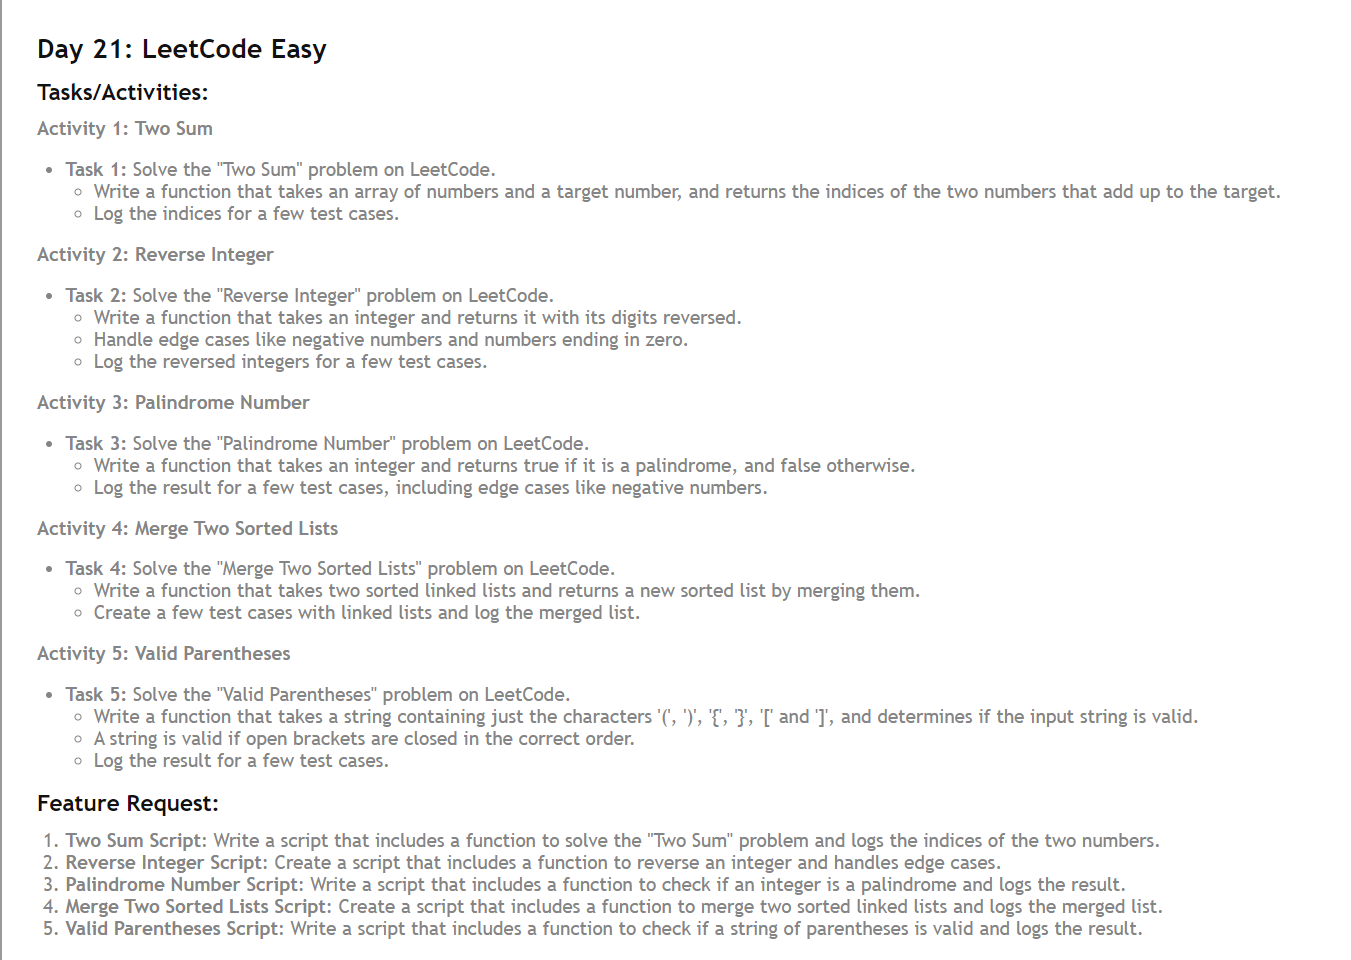 Day 21: LeetCode Easy
Tasks/Activities:
Activity 1: Two Sum
• Task 1: Solve the "Two Sum" problem on LeetCode.
◦ Write a function that takes an array of numbers and a target number, and returns the indices of the two numbers that add up to the target.
◦ Log the indices for a few test cases.
Activity 2: Reverse Integer
• Task 2: Solve the "Reverse Integer" problem on LeetCode.
◦ Write a function that takes an integer and returns it with its digits reversed.
◦ Handle edge cases like negative numbers and numbers ending in zero.
◦ Log the reversed integers for a few test cases.
Activity 3: Palindrome Number
• Task 3: Solve the "Palindrome Number" problem on LeetCode.
◦ Write a function that takes an integer and returns true if it is a palindrome, and false otherwise.
◦ Log the result for a few test cases, including edge cases like negative numbers.
Activity 4: Merge Two Sorted Lists
• Task 4: Solve the "Merge Two Sorted Lists" problem on LeetCode.
◦ Write a function that takes two sorted linked lists and returns a new sorted list by merging them.
◦ Create a few test cases with linked lists and log the merged list.
Activity 5: Valid Parentheses
• Task 5: Solve the "Valid Parentheses" problem on LeetCode.
◦ Write a function that takes a string containing just the characters '(', ')', '{', '}', '[' and ']', and determines if the input string is valid.
◦ A string is valid if open brackets are closed in the correct order.
◦ Log the result for a few test cases.
Feature Request:
1. Two Sum Script: Write a script that includes a function to solve the "Two Sum" problem and logs the indices of the two numbers.
2. Reverse Integer Script: Create a script that includes a function to reverse an integer and handles edge cases.
3. Palindrome Number Script: Write a script that includes a function to check if an integer is a palindrome and logs the result.
4. Merge Two Sorted Lists Script: Create a script that includes a function to merge two sorted linked lists and logs the merged list.
5. Valid Parentheses Script: Write a script that includes a function to check if a string of parentheses is valid and logs the result.